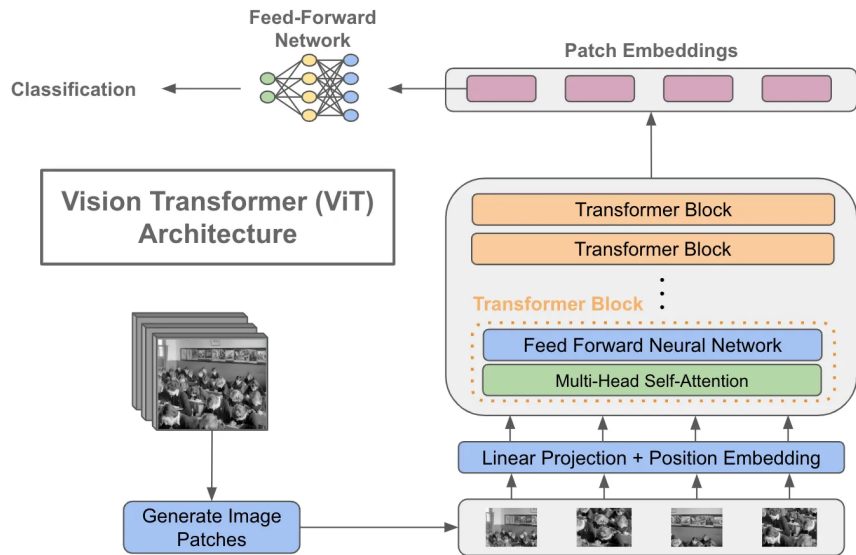 Feed-Forward
Network
Patch Embeddings
Classification
Vision Transformer (ViT)
Architecture
Transformer Block
Transformer Block
Transformer Block
Feed Forward Neural Network
Multi-Head Self-Attention
Linear Projection + Position Embedding
Generate Image
Patches